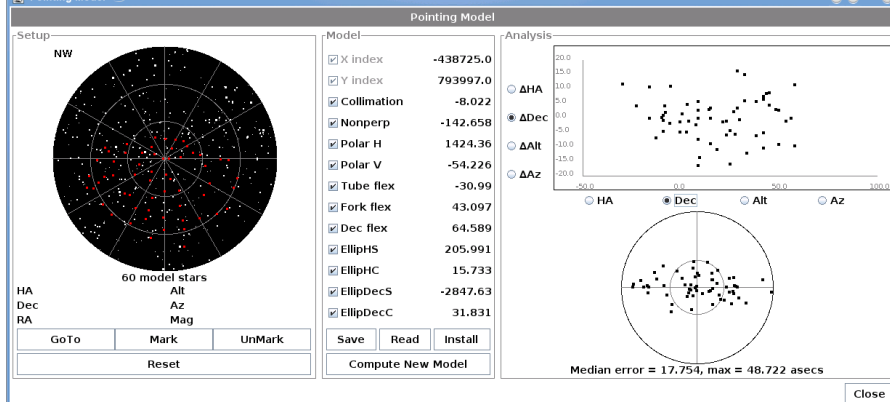 Pointing Model
Setup
NW
60 model stars
HA Alt
Dec Az
RA Mag
GoTo Mark UnMark
Reset
Model
X index -438725.0
Y index 793997.0
Collimation -8.022
Nonperp -142.658
Polar H 1424.36
Polar V -54.226
Tube flex -30.99
Fork flex 43.097
Dec flex 64.589
EllipHS 205.991
EllipHC 15.733
EllipDecS -2847.63
EllipDecC 31.831
Save Read Install
Compute New Model
Analysis
ΔHA
ΔDec
ΔAlt
ΔAz
20.0
15.0
10.0
5.0
0.0
-5.0
-10.0
-15.0
-20.0
-50.0 0.0 50.0 100.0
HA Dec Alt Az
Median error = 17.754, max = 48.722 asecs
Close